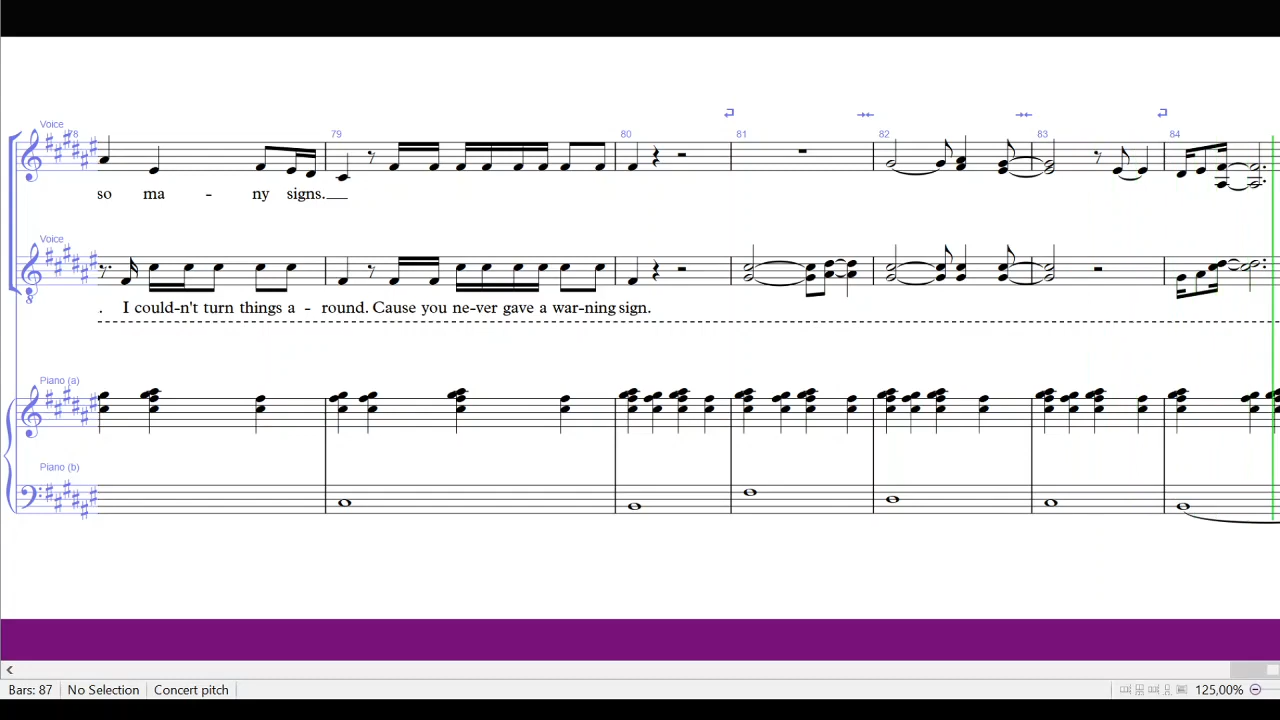 Voice
78 79 80 81 82 83 84
so ma - ny signs.
Voice
8
. I could-n't turn things a - round. Cause you ne-ver gave a war-ning sign.
Piano (a)
Piano (b)
Bars: 87 No Selection Concert pitch 125,00%